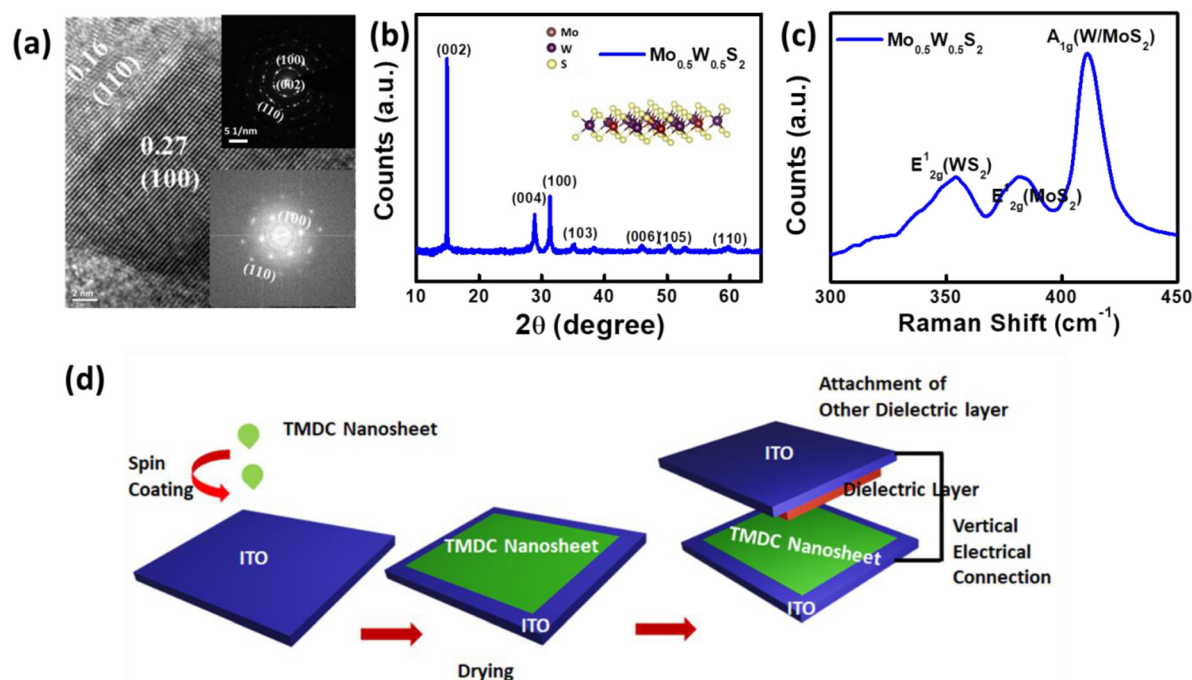 (a)
0.16
(110)
0.27
(100)
2 nm
(100)
(002)
(110)
5 1/nm
(100)
(110)
(b)
Counts (a.u.)
(002)
Mo
W
S
Mo0.5W0.5S2
(004)
(100)
(103)
(006)
(105)
(110)
10 20 30 40 50 60
2θ (degree)
(c)
Counts (a.u.)
Mo0.5W0.5S2
A1g(W/MoS2)
E12g(WS2)
E12g(MoS2)
300 350 400 450
Raman Shift (cm-1)
(d)
TMDC Nanosheet
Spin
Coating
ITO
TMDC Nanosheet
ITO
Drying
Attachment of
Other Dielectric layer
ITO
Dielectric Layer
TMDC Nanosheet
ITO
Vertical
Electrical
Connection